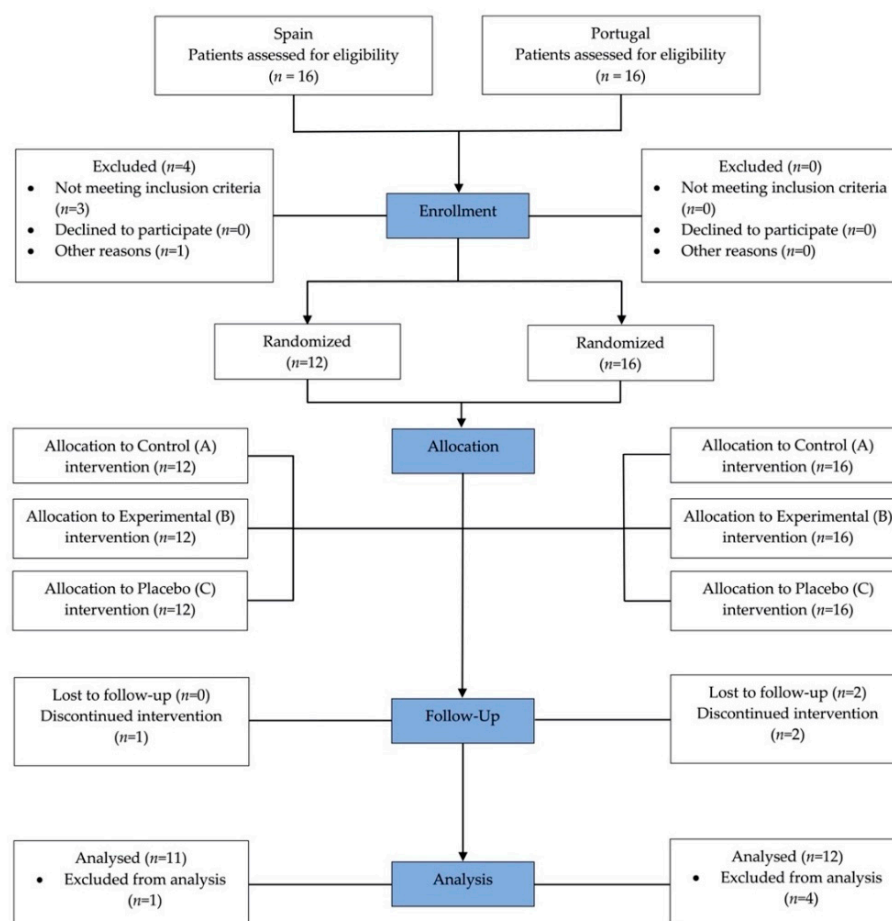 Spain
Patients assessed for eligibility
(n = 16)
Portugal
Patients assessed for eligibility
(n = 16)
Excluded (n=4)
• Not meeting inclusion criteria
(n=3)
• Declined to participate (n=0)
• Other reasons (n=1)
Enrollment
Excluded (n=0)
• Not meeting inclusion criteria
(n=0)
• Declined to participate (n=0)
• Other reasons (n=0)
Randomized
(n=12)
Randomized
(n=16)
Allocation to Control (A)
intervention (n=12)
Allocation
Allocation to Control (A)
intervention (n=16)
Allocation to Experimental (B)
intervention (n=12)
Allocation to Experimental (B)
intervention (n=16)
Allocation to Placebo (C)
intervention (n=12)
Allocation to Placebo (C)
intervention (n=16)
Lost to follow-up (n=0)
Discontinued intervention
(n=1)
Follow-Up
Lost to follow-up (n=2)
Discontinued intervention
(n=2)
Analysed (n=11)
• Excluded from analysis
(n=1)
Analysis
Analysed (n=12)
• Excluded from analysis
(n=4)